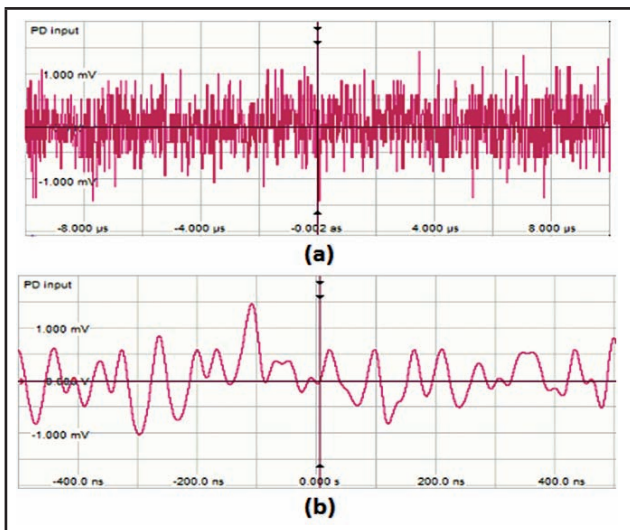 PD input
1.000 mV
-1.000 mV
-8.000 µs -4.000 µs -0.002 as 4.000 µs 8.000 µs
(a)
PD input
1.000 mV
0.000 V
-1.000 mV
-400.0 ns -200.0 ns 0.000 s 200.0 ns 400.0 ns
(b)